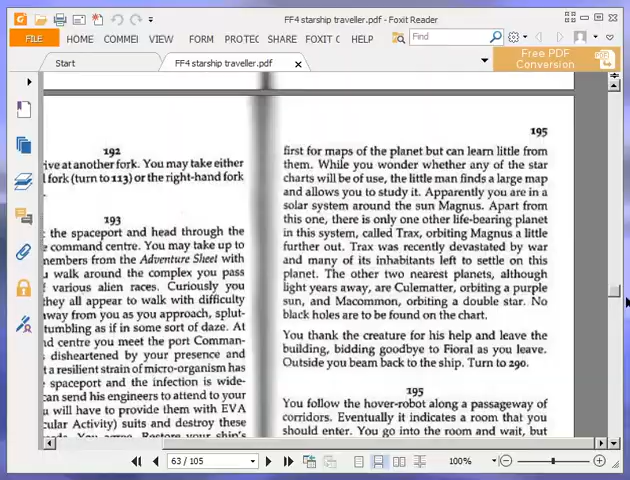 FF4 starship traveller.pdf - Foxit Reader
FILE HOME COMMEI VIEW FORM PROTEC SHARE FOXIT C HELP Find
Start FF4 starship traveller.pdf
Free PDF
Conversion
192
ive at another fork. You may take either
l fork (turn to 113) or the right-hand fork
.
193
t the spaceport and head through the
e command centre. You may take up to
members from the Adventure Sheet with
u walk around the complex you pass
f various alien races. Curiously you
they all appear to walk with difficulty
away from you as you approach, splut-
tumbling as if in some sort of daze. At
nd centre you meet the port Comman-
disheartened by your presence and
t a resilient strain of micro-organism has
spaceport and the infection is wide-
can send his engineers to attend to your
u will have to provide them with EVA
cular Activity) suits and destroy these
You agree. Restore your ship's
195
first for maps of the planet but can learn little from
them. While you wonder whether any of the star
charts will be of use, the little man finds a large map
and allows you to study it. Apparently you are in a
solar system around the sun Magnus. Apart from
this one, there is only one other life-bearing planet
in this system, called Trax, orbiting Magnus a little
further out. Trax was recently devastated by war
and many of its inhabitants left to settle on this
planet. The other two nearest planets, although
light years away, are Culematter, orbiting a purple
sun, and Macommon, orbiting a double star. No
black holes are to be found on the chart.
You thank the creature for his help and leave the
building, bidding goodbye to Fioral as you leave.
Outside you beam back to the ship. Turn to 290.
195
You follow the hover-robot along a passageway of
corridors. Eventually it indicates a room that you
should enter. You go into the room and wait, but
63 / 105
100%